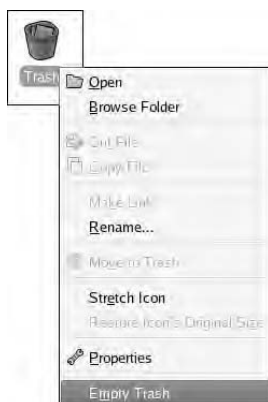 Trash
Open
Browse Folder
Cut File
Copy File
Make Link
Rename...
Move to Trash
Stretch Icon
Restore Icon's Original Size
Properties
Empty Trash